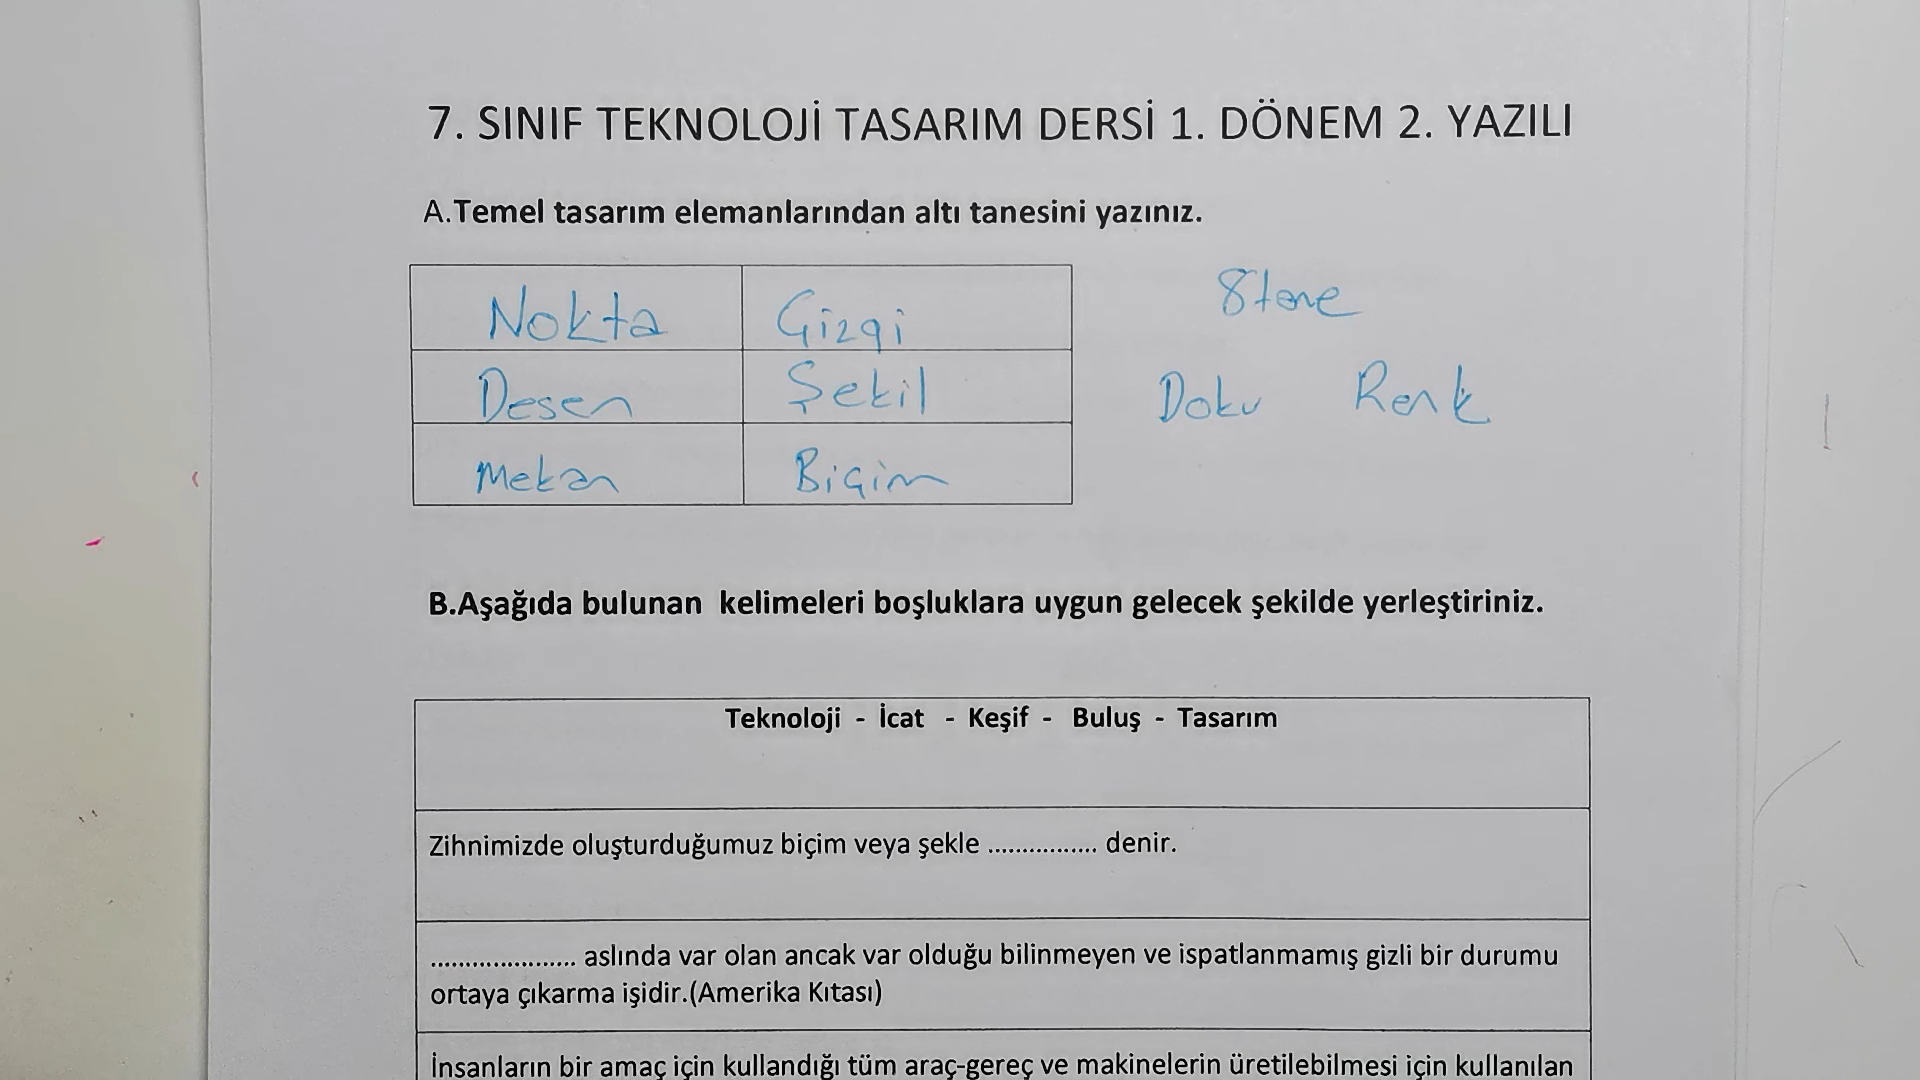 7. SINIF TEKNOLOJİ TASARIM DERSİ 1. DÖNEM 2. YAZILI
A.Temel tasarım elemanlarından altı tanesini yazınız.
Nokta Çizgi
8 tane
Desen Şekil
Doku Renk
Mekan Biçim
B.Aşağıda bulunan kelimeleri boşluklara uygun gelecek şekilde yerleştiriniz.
Teknoloji - İcat - Keşif - Buluş - Tasarım
Zihnimizde oluşturduğumuz biçim veya şekle ................ denir.
..................... aslında var olan ancak var olduğu bilinmeyen ve ispatlanmamış gizli bir durumu
ortaya çıkarma işidir.(Amerika Kıtası)
İnsanların bir amaç için kullandığı tüm araç-gereç ve makinelerin üretilebilmesi için kullanılan